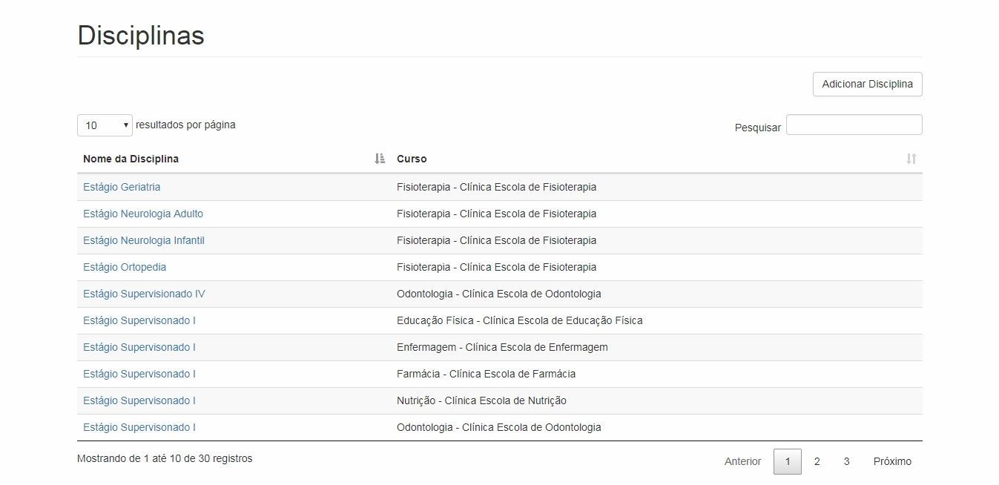 Disciplinas
Adicionar Disciplina
10 resultados por página
Pesquisar
Nome da Disciplina Curso
Estágio Geriatria Fisioterapia - Clínica Escola de Fisioterapia
Estágio Neurologia Adulto Fisioterapia - Clínica Escola de Fisioterapia
Estágio Neurologia Infantil Fisioterapia - Clínica Escola de Fisioterapia
Estágio Ortopedia Fisioterapia - Clínica Escola de Fisioterapia
Estágio Supervisionado IV Odontologia - Clínica Escola de Odontologia
Estágio Supervisonado I Educação Física - Clínica Escola de Educação Física
Estágio Supervisonado I Enfermagem - Clínica Escola de Enfermagem
Estágio Supervisonado I Farmácia - Clínica Escola de Farmácia
Estágio Supervisonado I Nutrição - Clínica Escola de Nutrição
Estágio Supervisonado I Odontologia - Clínica Escola de Odontologia
Mostrando de 1 até 10 de 30 registros
Anterior 1 2 3 Próximo